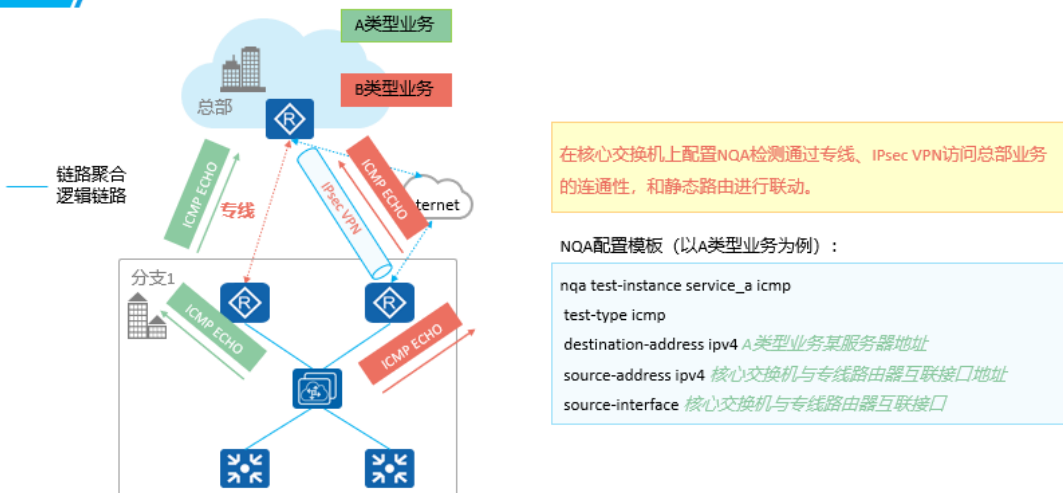 A类型业务
B类型业务
总部
链路聚合
逻辑链路
ICMP ECHO
专线
IPsec VPN
ICMP ECHO
ternet
分支1
ICMP ECHO
ICMP ECHO
在核心交换机上配置NQA检测通过专线、IPsec VPN访问总部业务
的连通性，和静态路由进行联动。
NQA配置模板（以A类型业务为例）：
nqa test-instance service_a icmp
test-type icmp
destination-address ipv4 A类型业务某服务器地址
source-address ipv4 核心交换机与专线路由器互联接口地址
source-interface 核心交换机与专线路由器互联接口
R
R
R